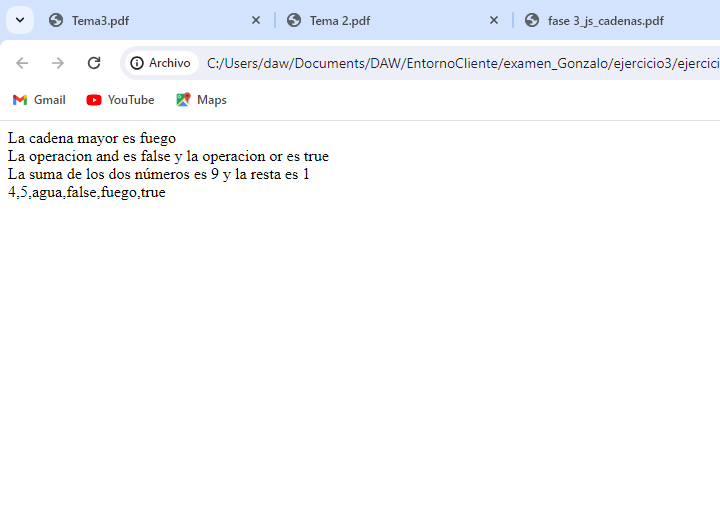 Tema3.pdf
Tema 2.pdf
fase 3_js_cadenas.pdf
Archivo
C:/Users/daw/Documents/DAW/EntornoCliente/examen_Gonzalo/ejercicio3/ejercici
Gmail
YouTube
Maps
La cadena mayor es fuego
La operacion and es false y la operacion or es true
La suma de los dos números es 9 y la resta es 1
4,5,agua,false,fuego,true